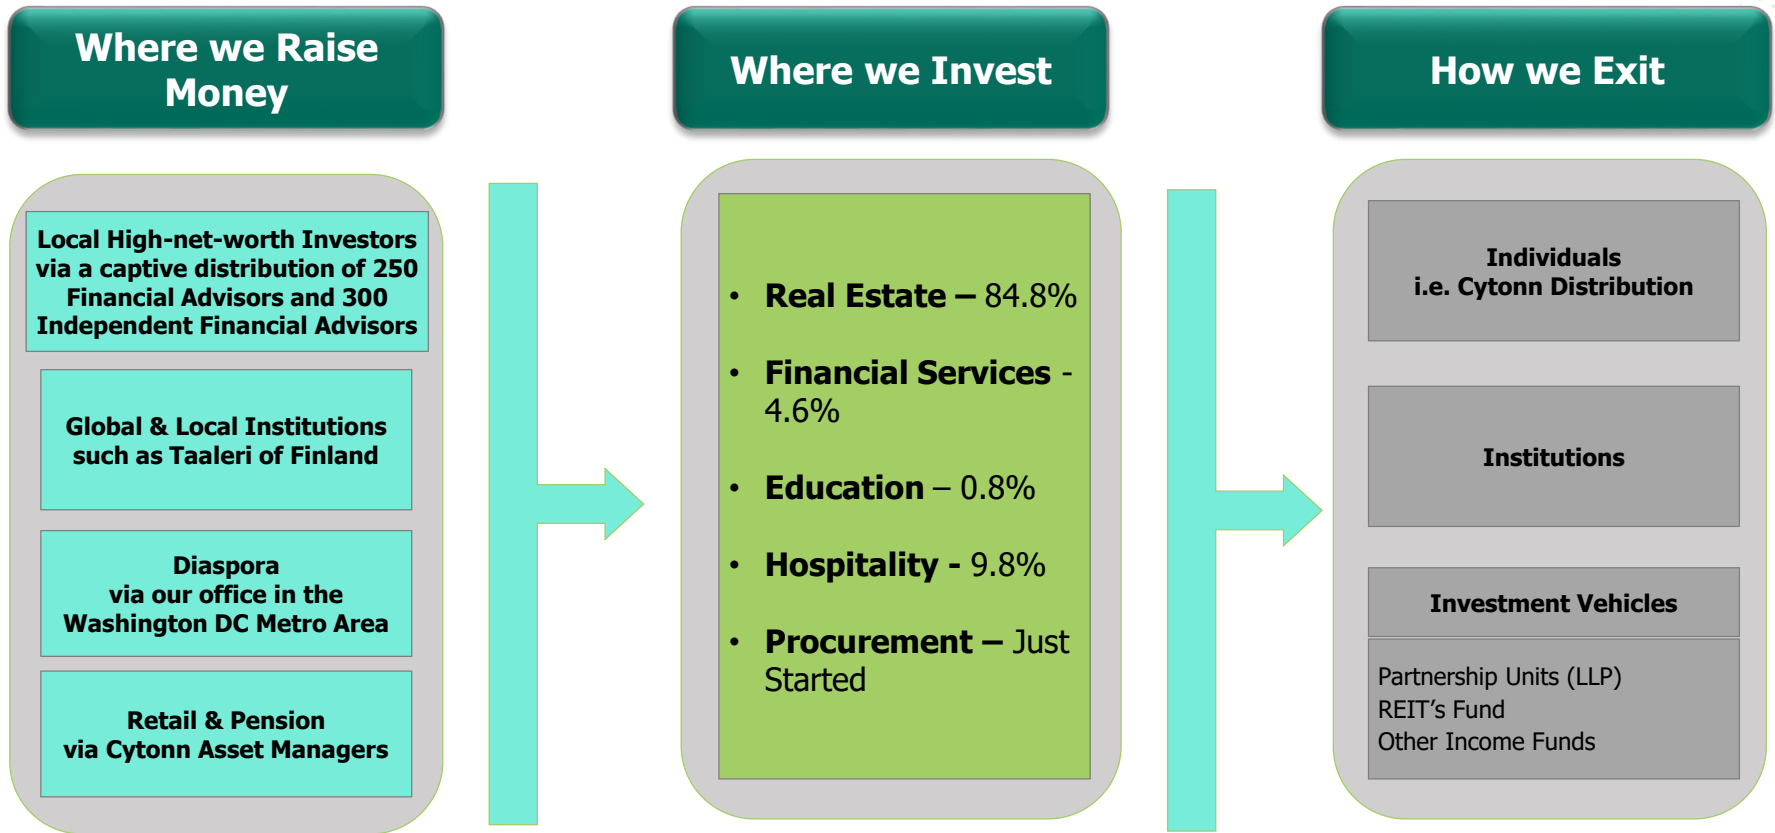 Where we Raise
Money
Where we Invest
How we Exit
Local High-net-worth Investors
via a captive distribution of 250
Financial Advisors and 300
Independent Financial Advisors
Global & Local Institutions
such as Taaleri of Finland
Diaspora
via our office in the
Washington DC Metro Area
Retail & Pension
via Cytonn Asset Managers
• Real Estate – 84.8%
• Financial Services -
4.6%
• Education – 0.8%
• Hospitality - 9.8%
• Procurement – Just
Started
Individuals
i.e. Cytonn Distribution
Institutions
Investment Vehicles
Partnership Units (LLP)
REIT’s Fund
Other Income Funds